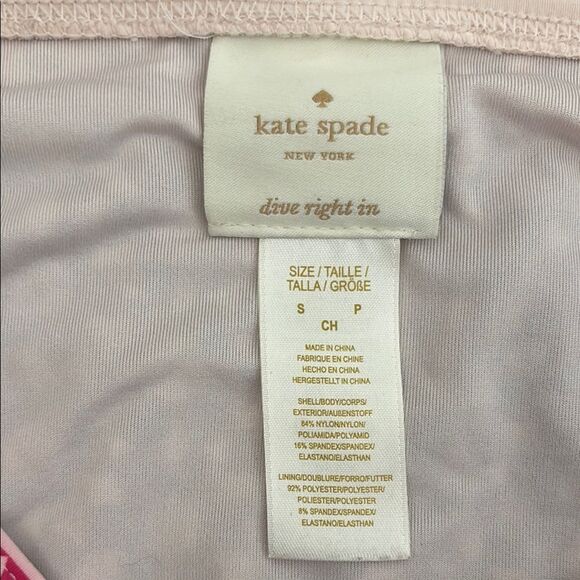 kate spade
NEW YORK
dive right in
SIZE / TAILLE /
TALLA / GRÖßE
S P
CH
MADE IN CHINA
FABRIQUE EN CHINE
HECHO EN CHINA
HERGESTELLT IN CHINA
SHELL/BODY/CORPS/
EXTERIOR/AUßENSTOFF
84% NYLON/NYLON/
POLIAMIDA/POLYAMID
16% SPANDEX/SPANDEX/
ELASTANO/ELASTHAN
LINING/DOUBLURE/FORRO/FUTTER
92% POLYESTER/POLYESTER/
POLIESTER/POLYESTER
8% SPANDEX/SPANDEX/
ELASTANO/ELASTHAN